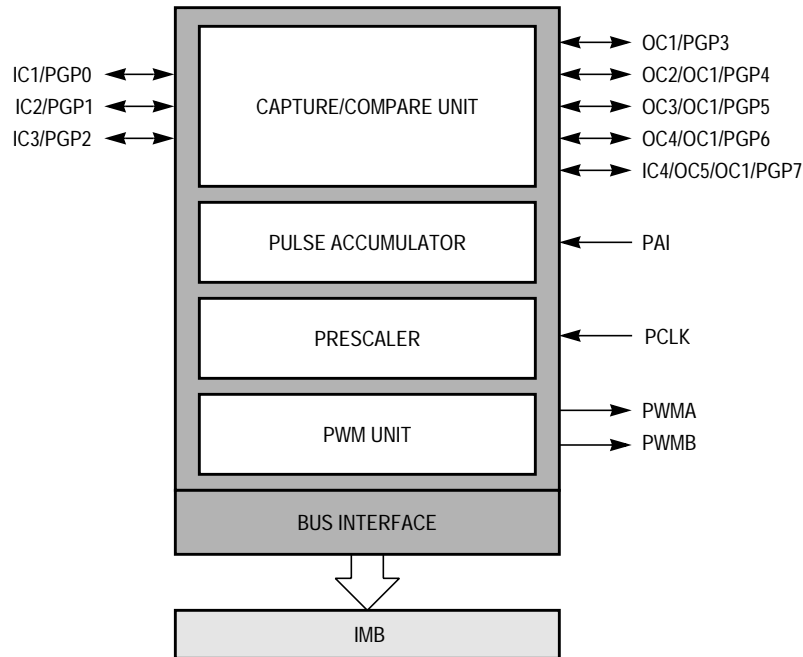 IC1/PGP0
IC2/PGP1
IC3/PGP2
CAPTURE/COMPARE UNIT
OC1/PGP3
OC2/OC1/PGP4
OC3/OC1/PGP5
OC4/OC1/PGP6
IC4/OC5/OC1/PGP7
PULSE ACCUMULATOR
PAI
PRESCALER
PCLK
PWM UNIT
PWMA
PWMB
BUS INTERFACE
IMB